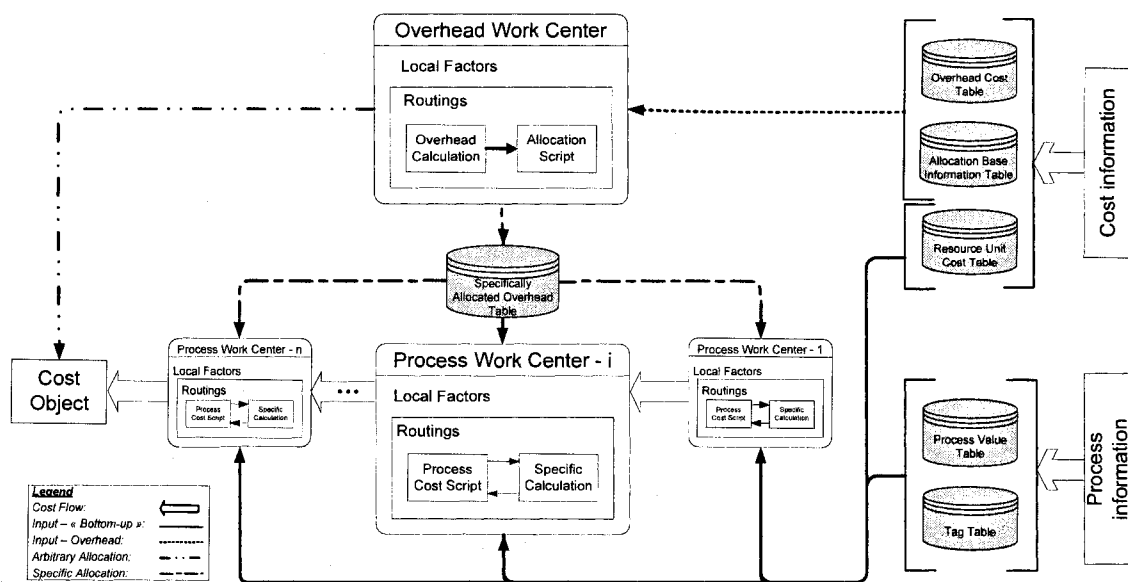 Overhead Work Center
Local Factors
Routings
Overhead
Calculation
Allocation
Script
Overhead Cost
Table
Allocation Base
Information Table
Resource Unit
Cost Table
Cost information
Specifically
Allocated Overhead
Table
Process Work Center - n
Local Factors
Routings
Process
Cost Script
Specific
Calculation
Process Work Center - i
Local Factors
Routings
Process
Cost Script
Specific
Calculation
Process Work Center - 1
Local Factors
Routings
Process
Cost Script
Specific
Calculation
Cost
Object
...
Process Value
Table
Tag Table
Process
information
Legend
Cost Flow:
Input – « Bottom-up »:
Input – Overhead:
Arbitrary Allocation:
Specific Allocation: